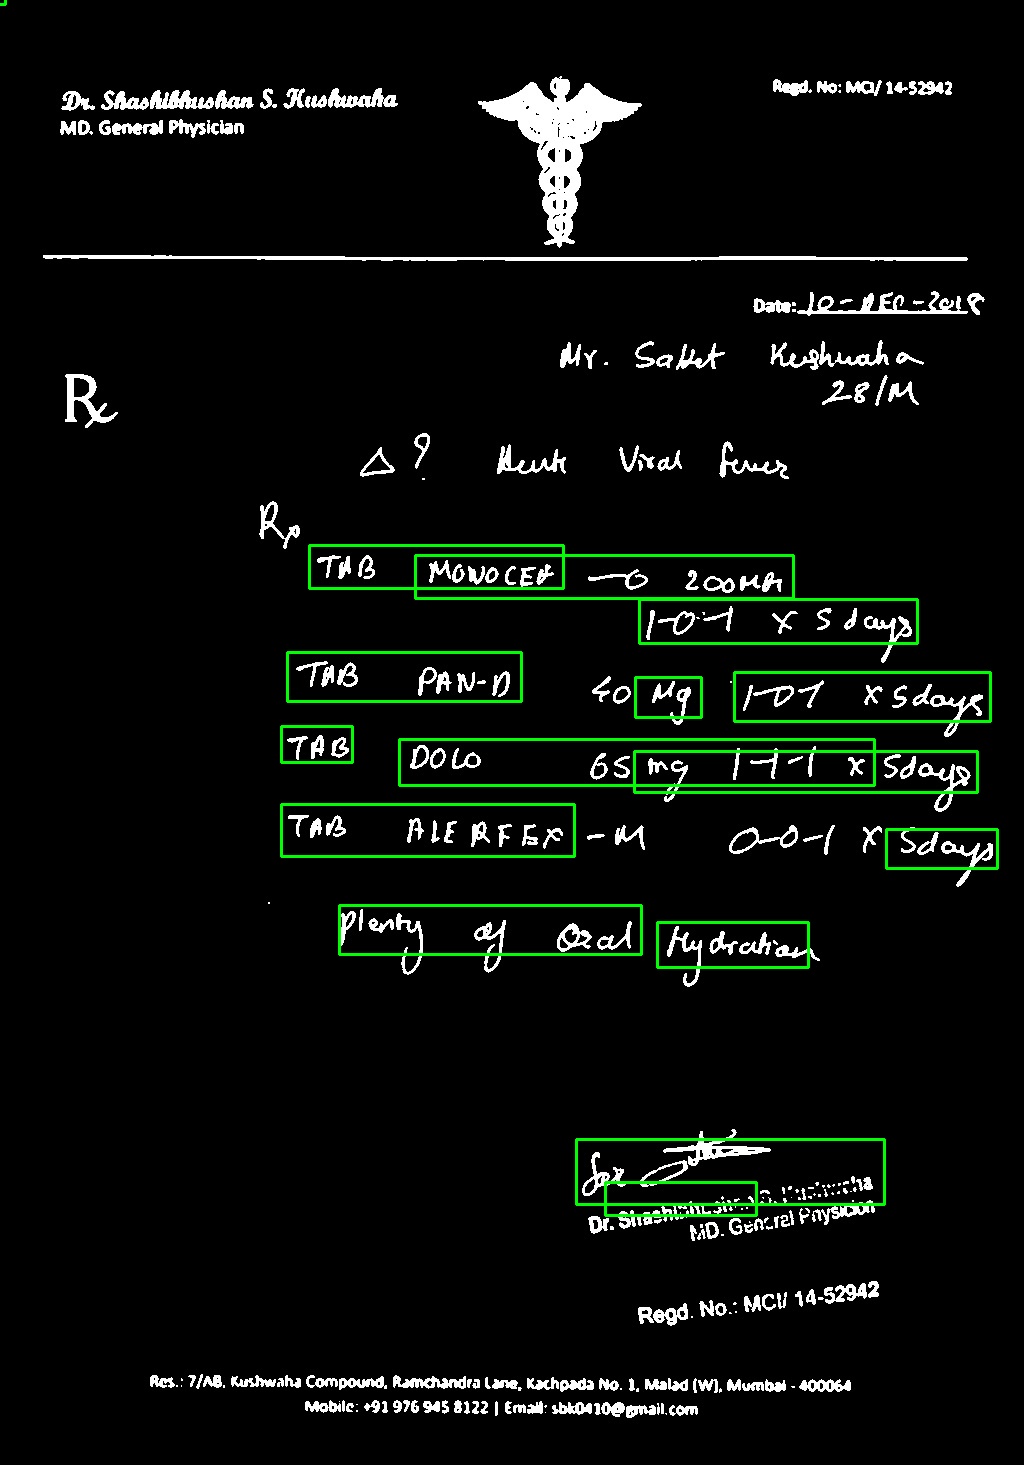 Dr. Shashibhushan S. Kushwaha
MD. General Physician
Regd. No: MCI/ 14-52942
Date: 10-DEC-2018
Mr. Sattet Kushwaha
28/M
Rx
Δ ? Acute Viral fever
Rx
TAB MONOCEF -O 200MG
1-0-1 x 5 days
TAB PAN-D 40 Mg 1-0-1 x 5days
TAB DOLO 65 mg 1-1-1 x 5days
TAB ALERFEX -M 0-0-1 x 5days
Plenty of Oral Hydration
for
Dr. Shashibhushan S. Kushwaha
MD. General Physician
Regd. No.: MCI/ 14-52942
Res.: 7/AB, Kushwaha Compound, Ramchandra Lane, Kachpada No. 1, Malad (W), Mumbai - 400064
Mobile: +91 976 945 8122 | Email: sbk0410@gmail.com